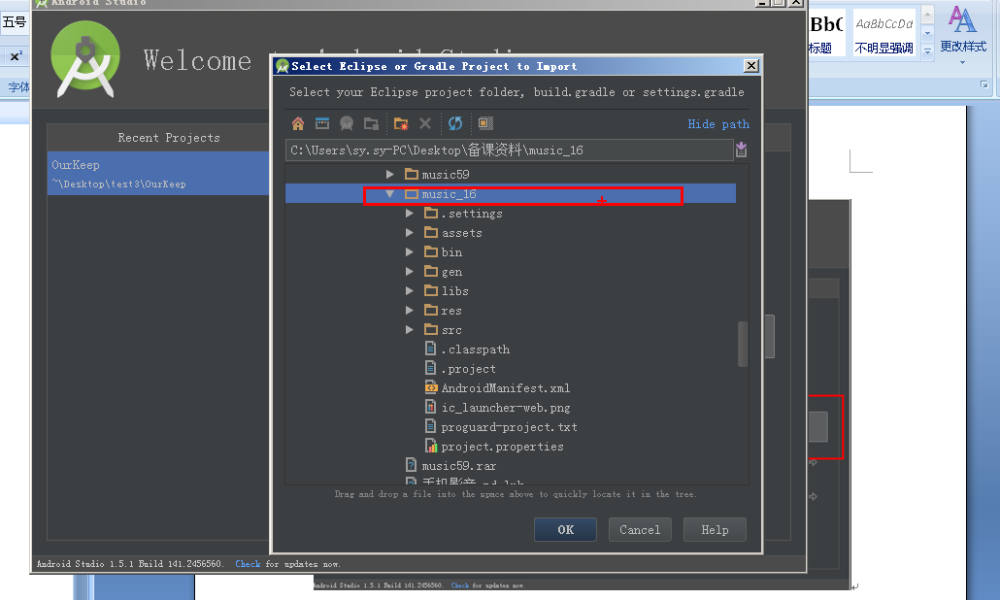 Android Studio
五号
BbC
AaBbCcDd
标题
不明显强调
更改样式
x²
字体
Welcome
Select Eclipse or Gradle Project to Import
Select your Eclipse project folder, build.gradle or settings.gradle
Hide path
C:\Users\sy.sy-PC\Desktop\备课资料\music_16
Recent Projects
OurKeep
~\Desktop\test3\OurKeep
music59
music_16
.settings
assets
bin
gen
libs
res
src
.classpath
.project
AndroidManifest.xml
ic_launcher-web.png
proguard-project.txt
project.properties
music59.rar
Drag and drop a file into the space above to quickly locate it in the tree.
OK
Cancel
Help
Android Studio 1.5.1 Build 141.2456560. Check for updates now.
Android Studio 1.5.1 Build 141.2456560. Check for updates now.